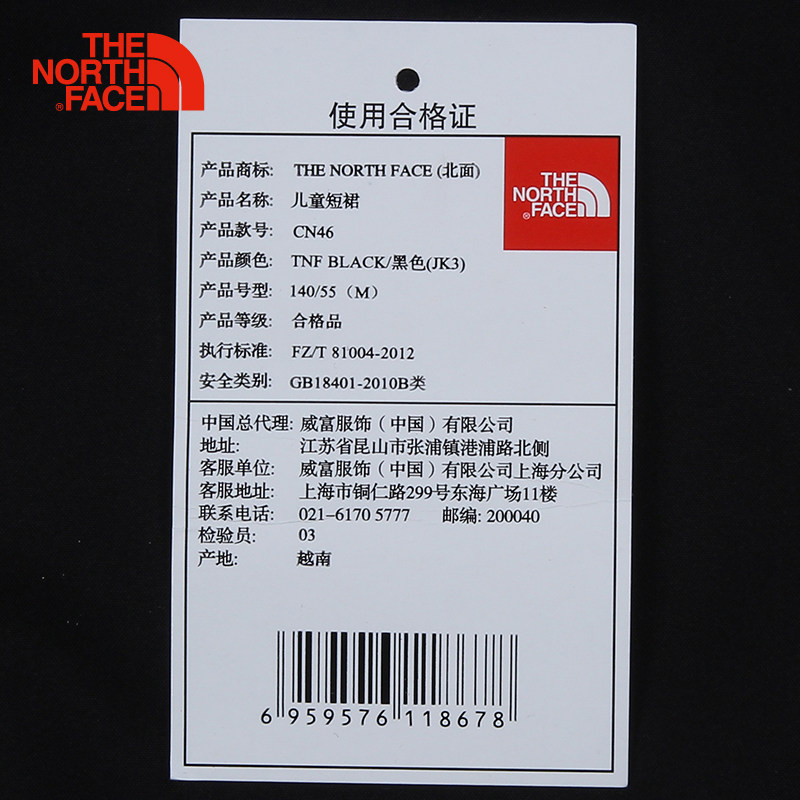 THE
NORTH
FACE®
使用合格证
产品商标: THE NORTH FACE (北面)
产品名称: 儿童短裙
产品款号: CN46
产品颜色: TNF BLACK/黑色(JK3)
产品号型: 140/55（M）
产品等级: 合格品
执行标准: FZ/T 81004-2012
安全类别: GB18401-2010B类
THE
NORTH
FACE®
中国总代理: 威富服饰（中国）有限公司
地址: 江苏省昆山市张浦镇港浦路北侧
客服单位: 威富服饰（中国）有限公司上海分公司
客服地址: 上海市铜仁路299号东海广场11楼
联系电话: 021-6170 5777 邮编: 200040
检验员: 03
产地: 越南
6 959576 118678